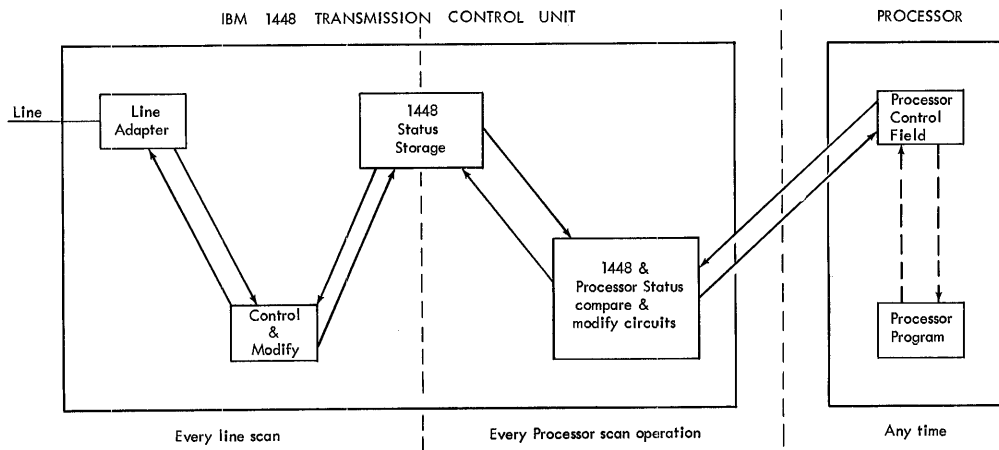 IBM 1448 TRANSMISSION CONTROL UNIT
PROCESSOR
Line
Line
Adapter
1448
Status
Storage
Processor
Control
Field
Control
&
Modify
1448 &
Processor Status
compare &
modify circuits
Processor
Program
Every line scan
Every Processor scan operation
Any time